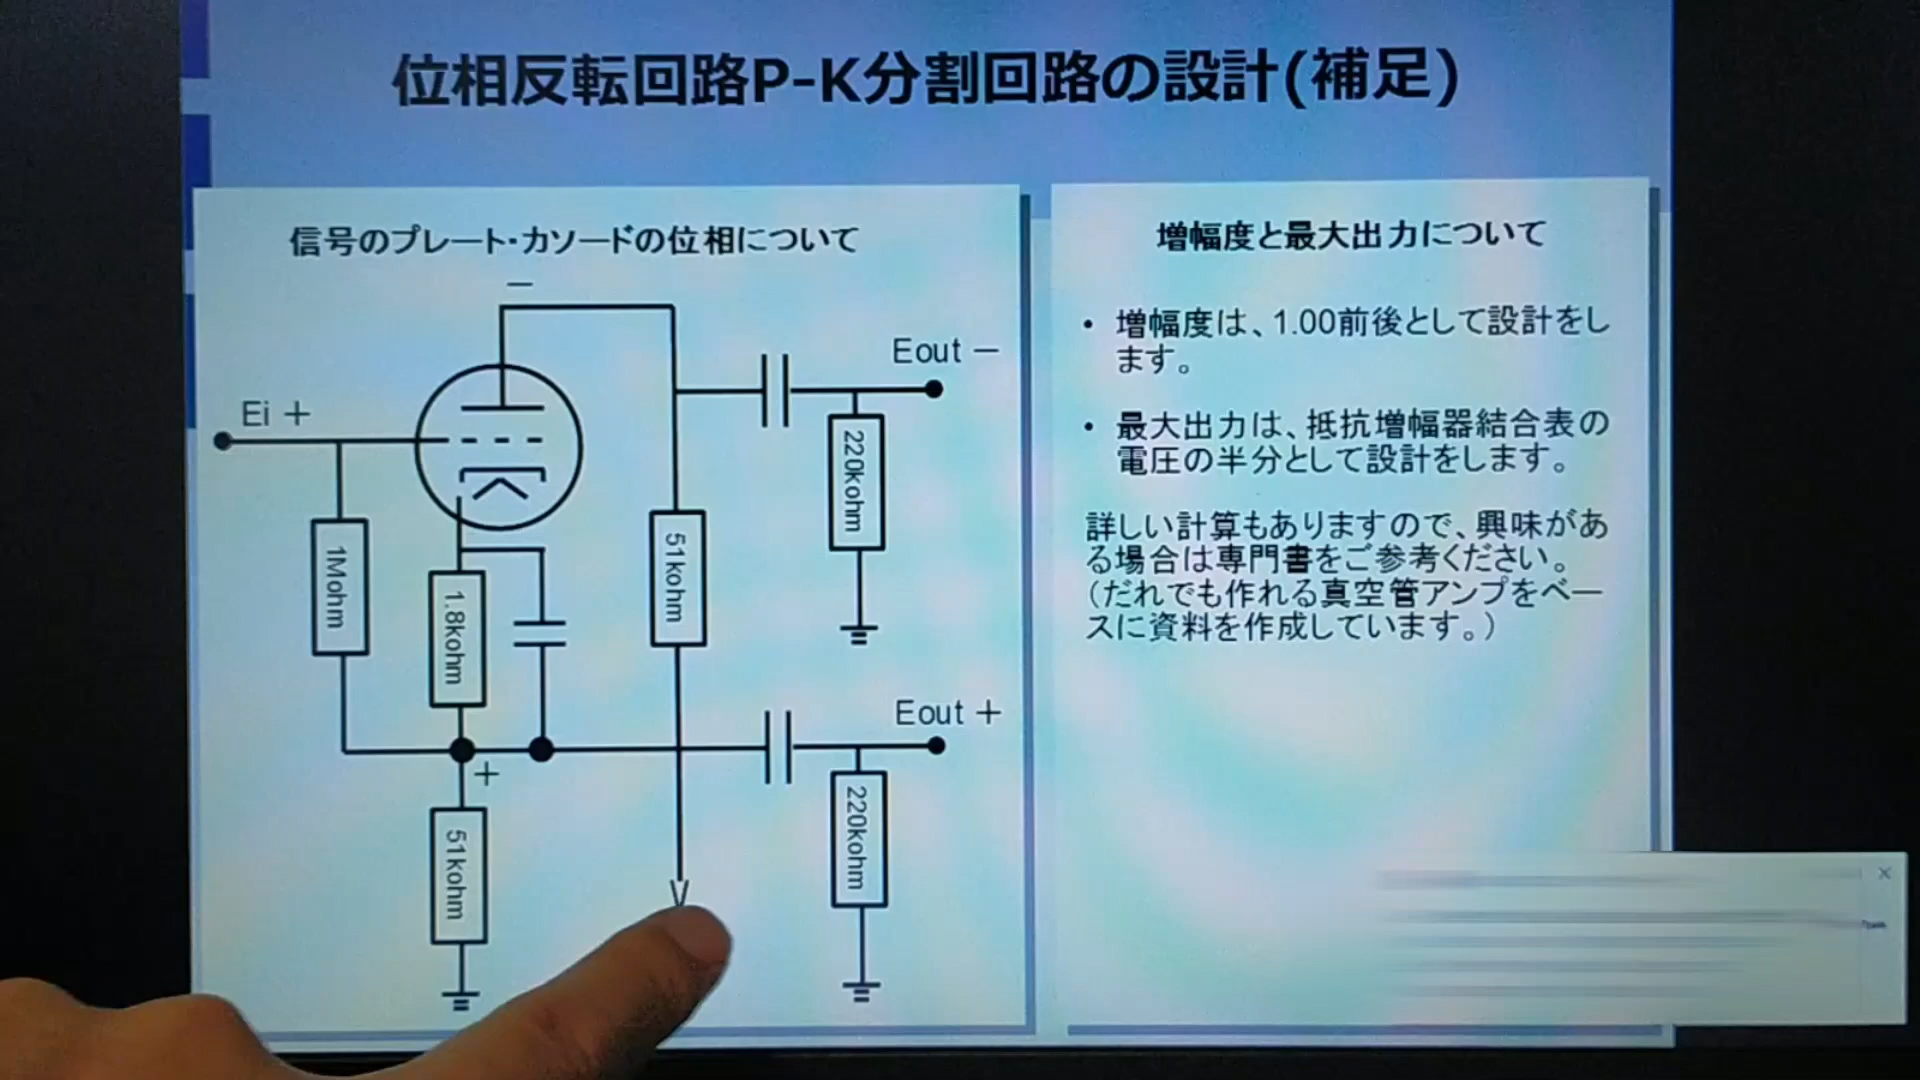 位相反転回路P-K分割回路の設計(補足)
信号のプレート・カソードの位相について
－
Eout －
Ei ＋
220kohm
1Mohm
1.8kohm
51kohm
Eout ＋
＋
51kohm
220kohm
V
増幅度と最大出力について
• 増幅度は、1.00前後として設計をし
ます。
• 最大出力は、抵抗増幅器結合表の
電圧の半分として設計をします。
詳しい計算もありますので、興味があ
る場合は専門書をご参考ください。
（だれでも作れる真空管アンプをベー
スに資料を作成しています。）